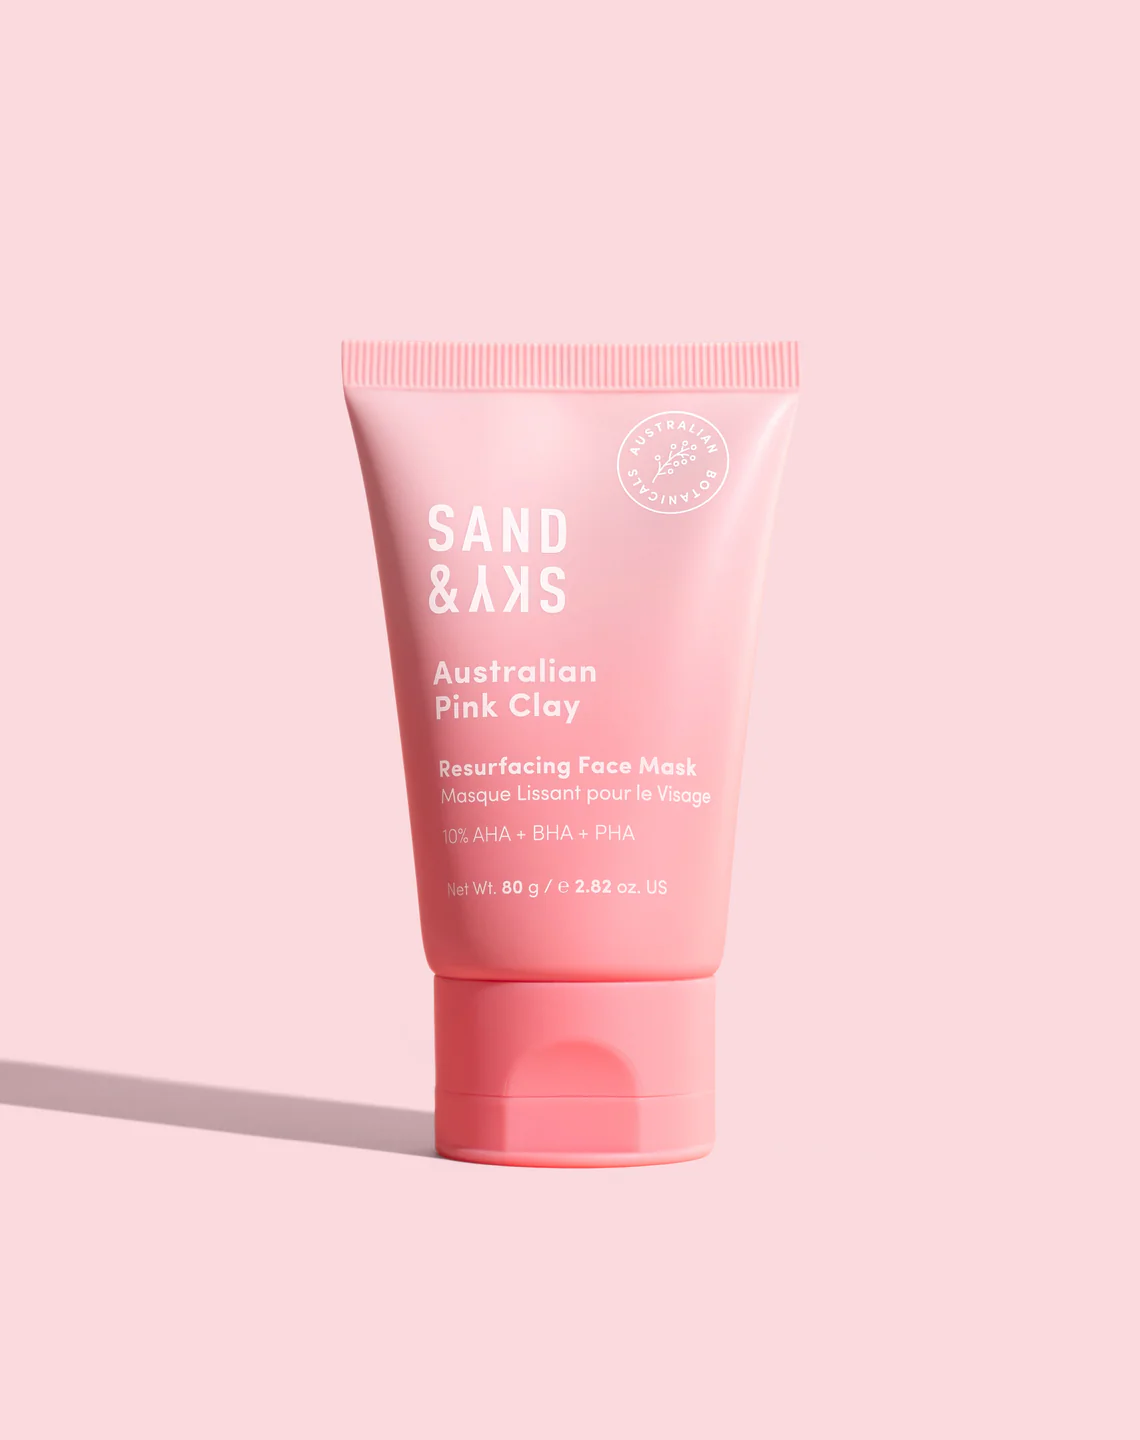 AUSTRALIAN BOTANICALS
SAND
& SKY
Australian
Pink Clay
Resurfacing Face Mask
Masque Lissant pour le Visage
10% AHA + BHA + PHA
Net Wt. 80 g / ℮ 2.82 oz. US